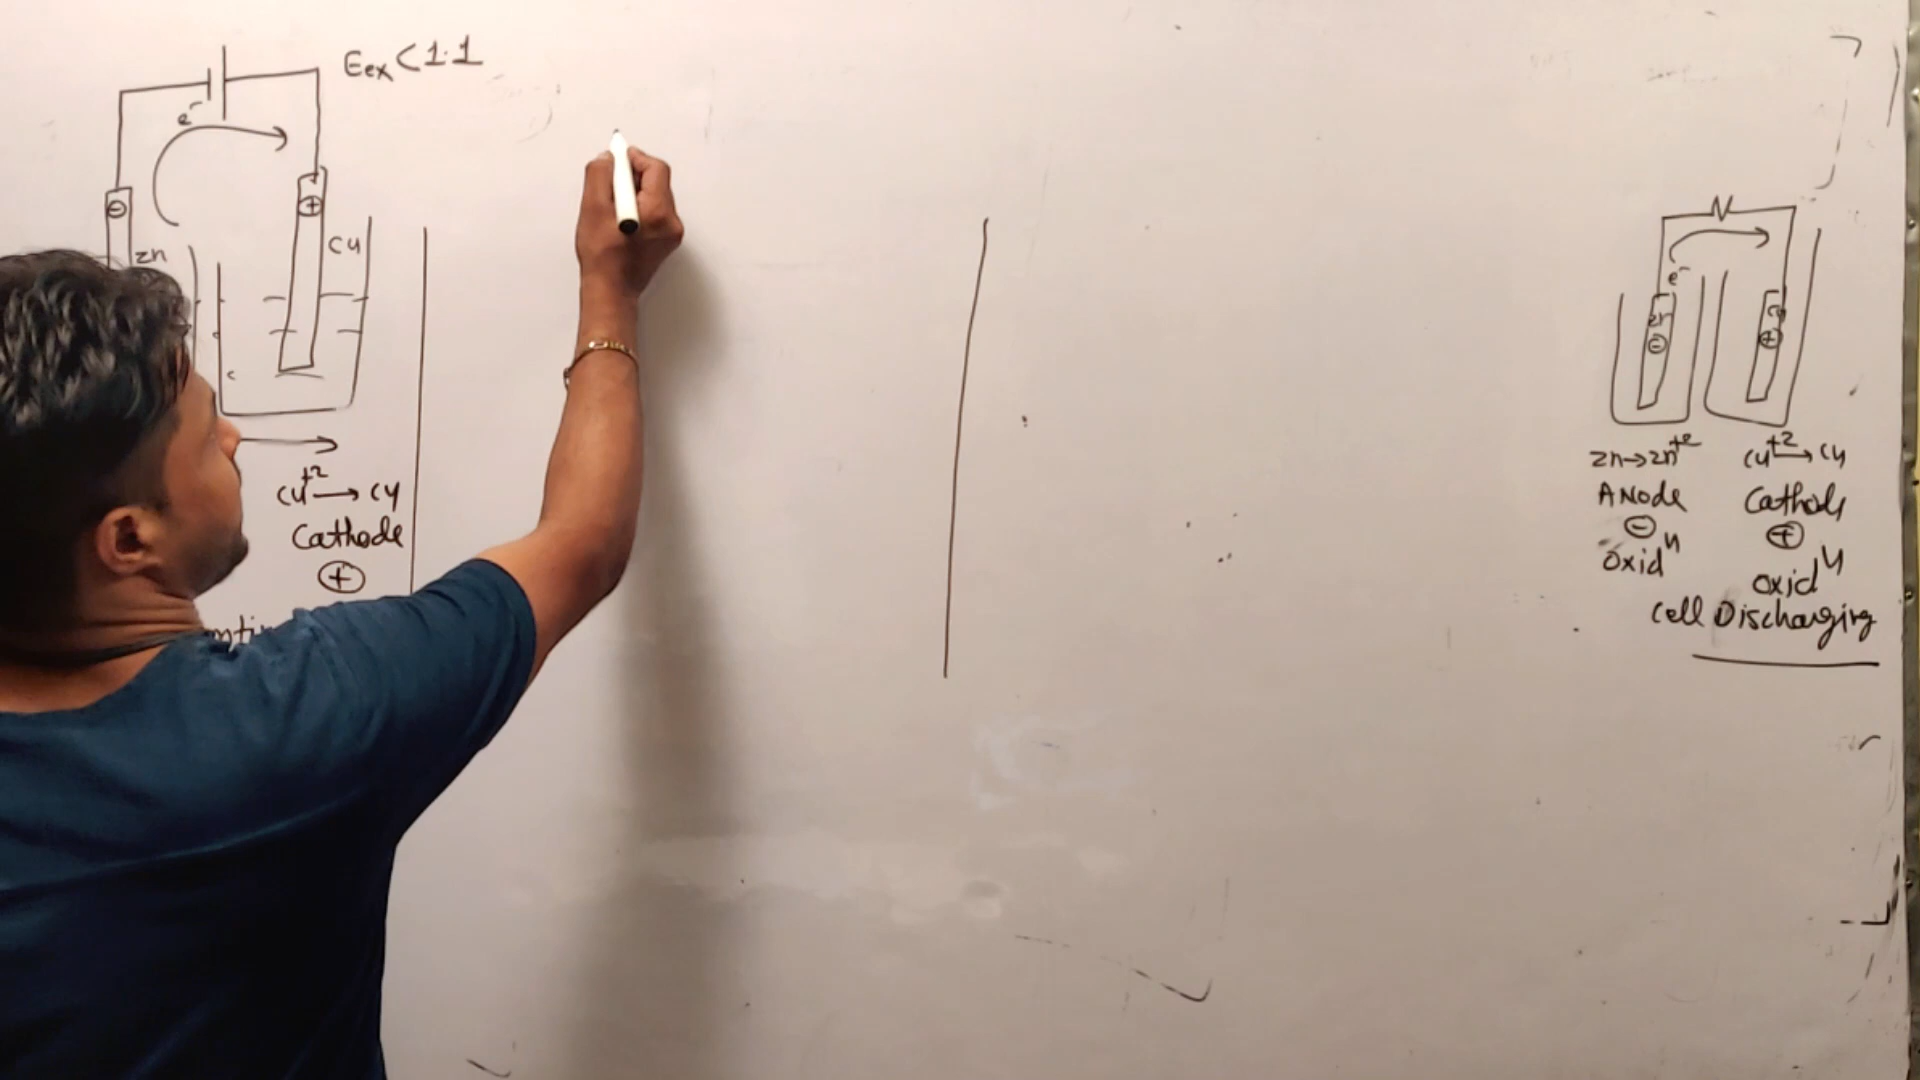 Eex < 1.1
e⁻
⊖
⊕
Zn
Cu
Cu⁺² → Cu
Cathode
⊕
e⁻
Zn
Cu
⊖
⊕
Zn → Zn⁺²
Anode
⊖
Oxidⁿ
Cu⁺² → Cu
Cathode
⊕
Oxidⁿ
Cell Discharging